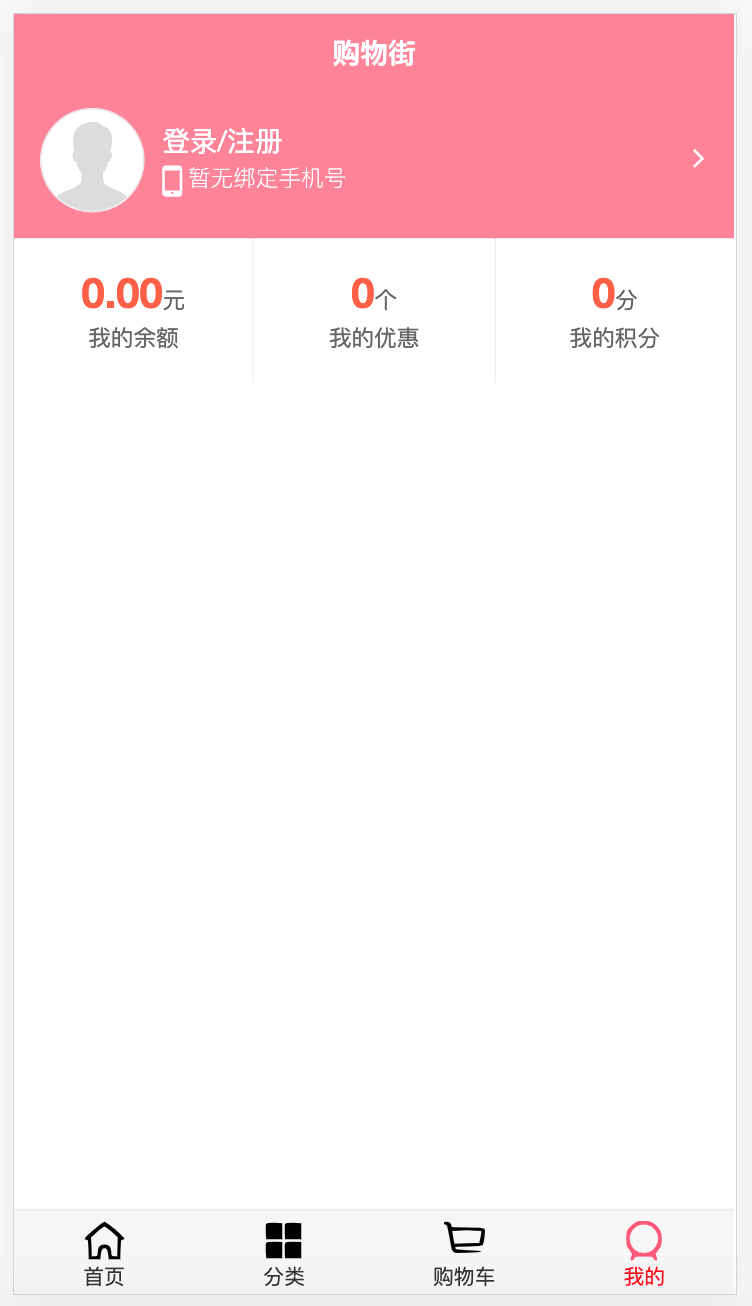 购物街
登录/注册
暂无绑定手机号
0.00元 0个 0分
我的余额 我的优惠 我的积分
首页 分类 购物车 我的